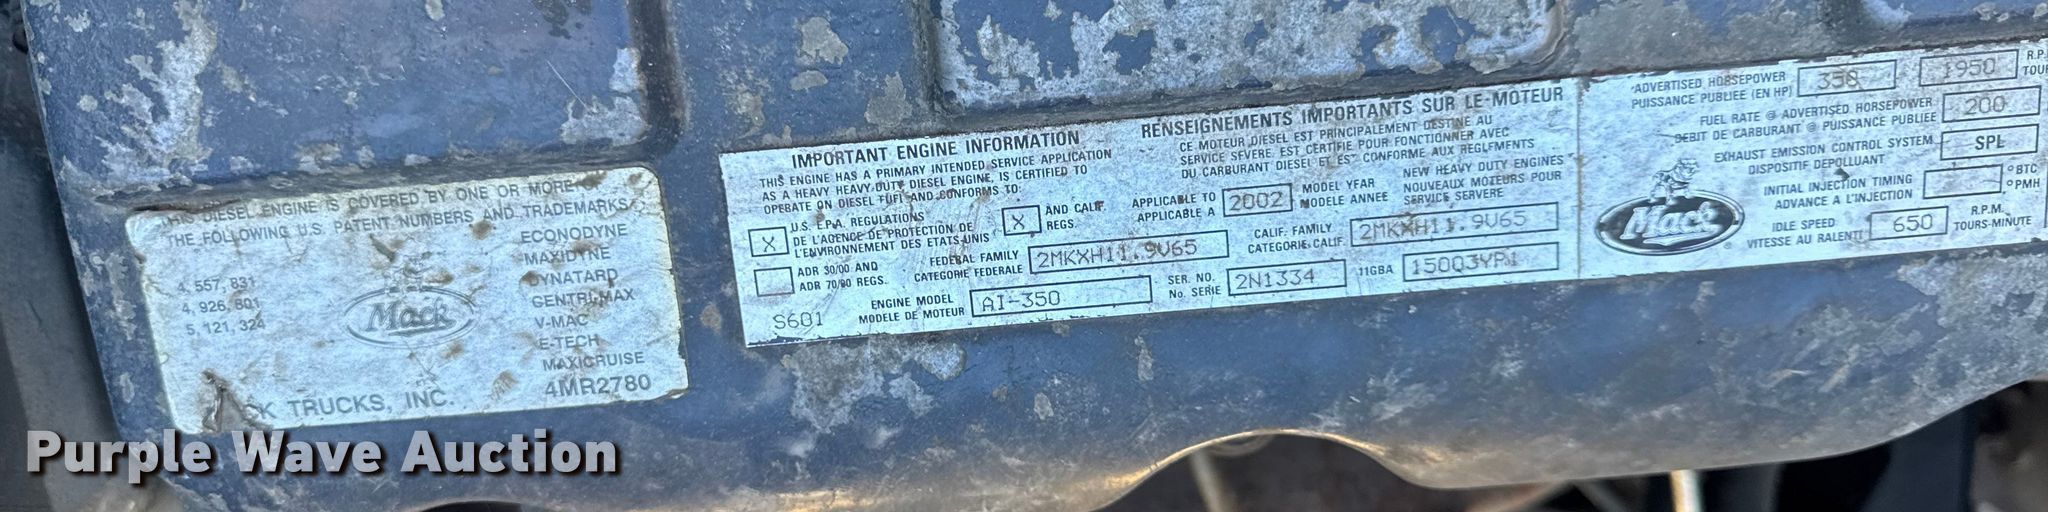 THIS DIESEL ENGINE IS COVERED BY ONE OR MORE OF
THE FOLLOWING U.S. PATENT NUMBERS AND TRADEMARKS
4,557,831
4,926,801
5,121,324
Mack
ECONODYNE
MAXIDYNE
DYNATARD
CENTRI-MAX
V-MAC
E-TECH
MAXICRUISE
4MR2780
MACK TRUCKS, INC.
IMPORTANT ENGINE INFORMATION
THIS ENGINE HAS A PRIMARY INTENDED SERVICE APPLICATION
AS A HEAVY HEAVY-DUTY DIESEL ENGINE, IS CERTIFIED TO
OPERATE ON DIESEL FUEL AND CONFORMS TO:
RENSEIGNEMENTS IMPORTANTS SUR LE MOTEUR
CE MOTEUR DIESEL EST PRINCIPALEMENT DESTINE AU
SERVICE SEVERE. EST CERTIFIE POUR FONCTIONNER AVEC
DU CARBURANT DIESEL ET EST CONFORME AUX REGLEMENTS
X U.S. E.P.A. REGULATIONS
DE L'AGENCE DE PROTECTION DE
L'ENVIRONNEMENT DES ETATS-UNIS
X AND CALIF.
REGS.
APPLICABLE TO
APPLICABLE A
2002
MODEL YEAR
MODELE ANNEE
NEW HEAVY DUTY ENGINES
NOUVEAUX MOTEURS POUR
SERVICE SEVERE
ADR 30/00 AND
ADR 70/00 REGS.
FEDERAL FAMILY
CATEGORIE FEDERALE
2MKXH11.9V65
CALIF. FAMILY
CATEGORIE CALIF.
2MKXH11.9V65
S601
ENGINE MODEL
MODELE DE MOTEUR
AI-350
SER. NO.
No. SERIE
2N1334
11GBA
1500
ADVERTISED HORSEPOWER
PUISSANCE PUBLIEE (EN HP)
350
1950
R.P.
TOUR
FUEL RATE @ ADVERTISED HORSEPOWER
DEBIT DE CARBURANT @ PUISSANCE PUBLIEE
200
EXHAUST EMISSION CONTROL SYSTEM
DISPOSITIF DEPOLLUANT
SPL
INITIAL INJECTION TIMING
ADVANCE A L'INJECTION
°BTC
°PMH
IDLE SPEED
VITESSE AU RALENTI
650
R.P.M.
TOURS-MINUTE
Mack
Purple Wave Auction